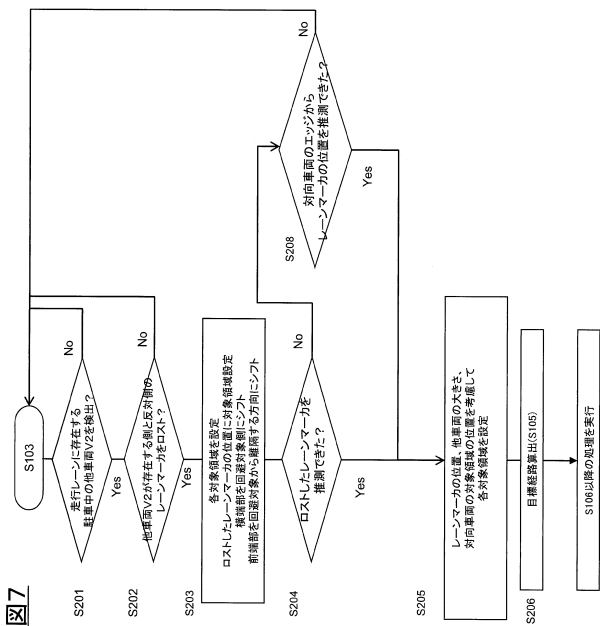 図7
S103
S201
走行レーンに存在する
駐車中の他車両V2を検出？
No
Yes
S202
他車両V2が存在する側と反対側の
レーンマーカをロスト？
No
Yes
S203
各対象領域を設定
ロストしたレーンマーカの位置に対象領域設定
横端部を回避対象側にシフト
前端部を回避対象から離隔する方向にシフト
S204
ロストしたレーンマーカを
推測できた？
No
Yes
S208
対向車両のエッジから
レーンマーカの位置を推測できた？
No
Yes
S205
レーンマーカの位置、他車両の大きさ、
対向車両の対象領域の位置を考慮して
各対象領域を設定
S206
目標経路算出(S105)
S106以降の処理を実行